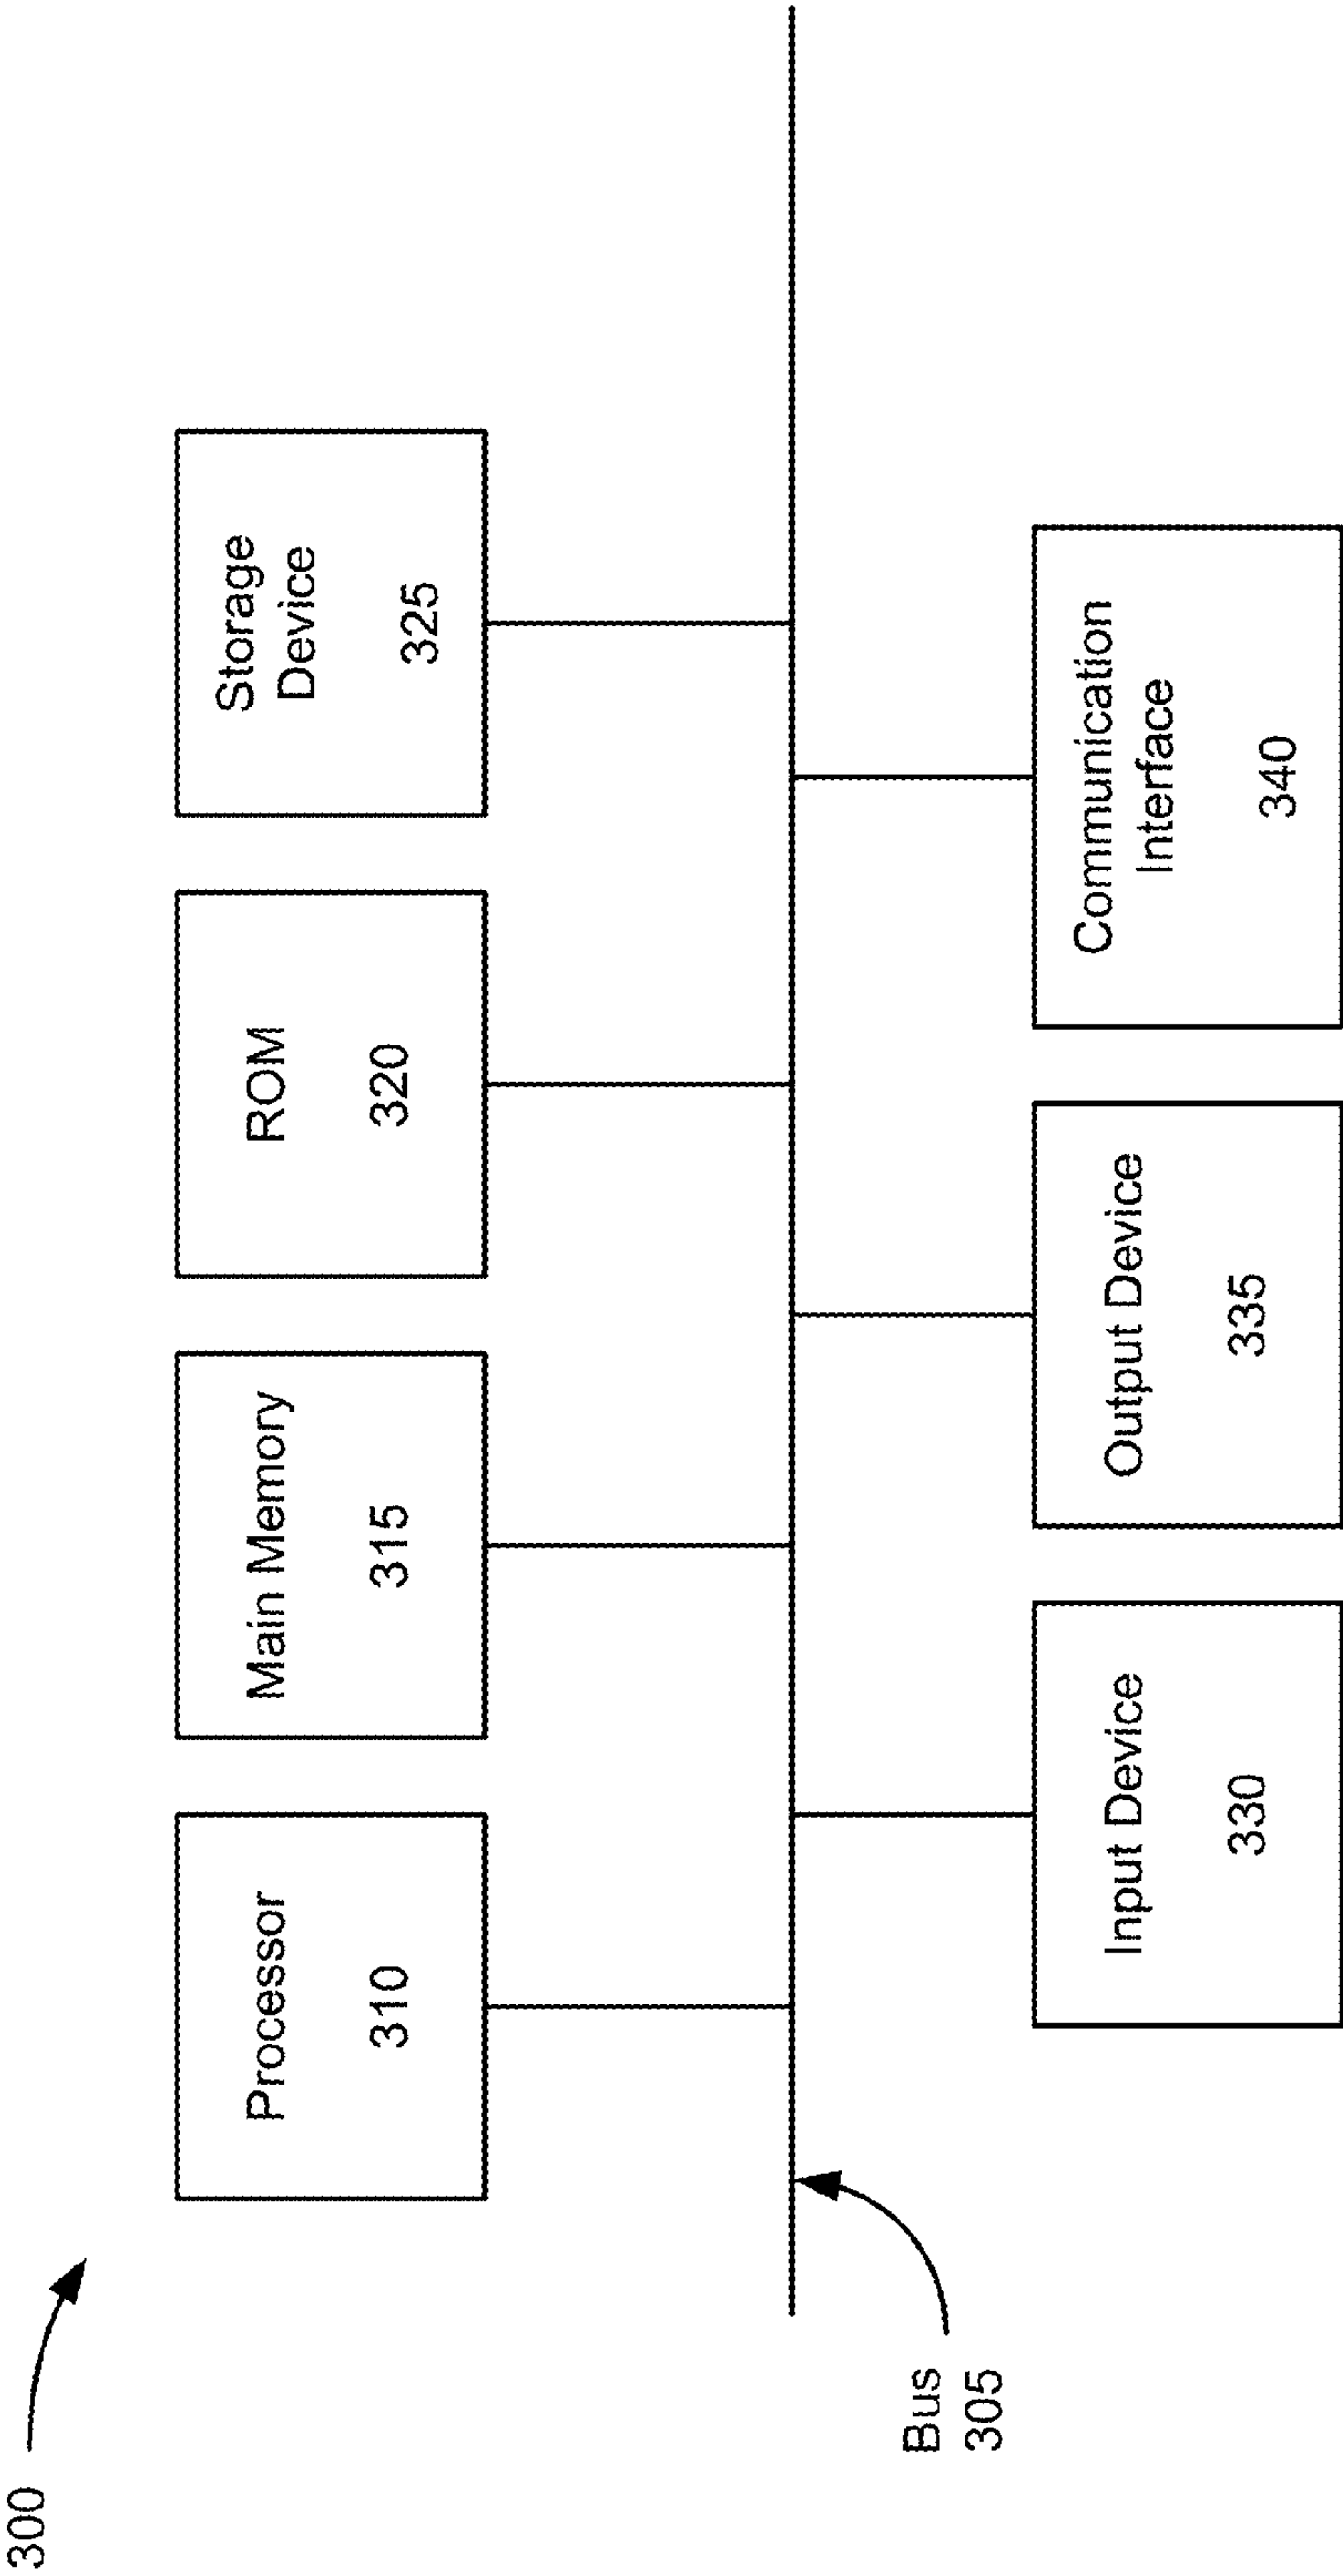 300
Processor
310
Main Memory
315
ROM
320
Storage
Device
325
Bus
305
Input Device
330
Output Device
335
Communication
Interface
340